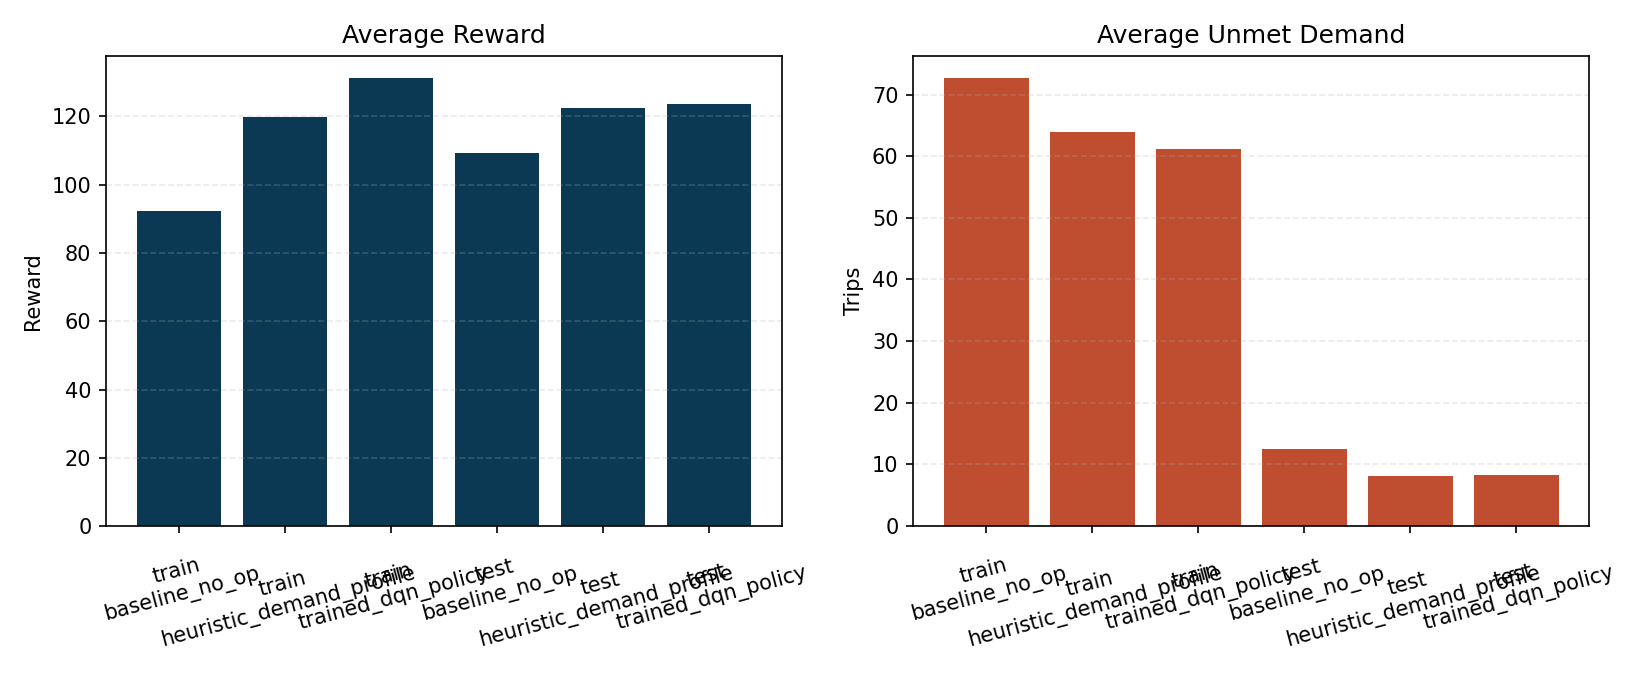 Average Reward
Reward
120
100
80
60
40
20
0
train
baseline_no_op
train
heuristic_demand_profile
train
trained_dqn_policy
test
baseline_no_op
test
heuristic_demand_profile
test
trained_dqn_policy
Average Unmet Demand
Trips
70
60
50
40
30
20
10
0
train
baseline_no_op
train
heuristic_demand_profile
train
trained_dqn_policy
test
baseline_no_op
test
heuristic_demand_profile
test
trained_dqn_policy